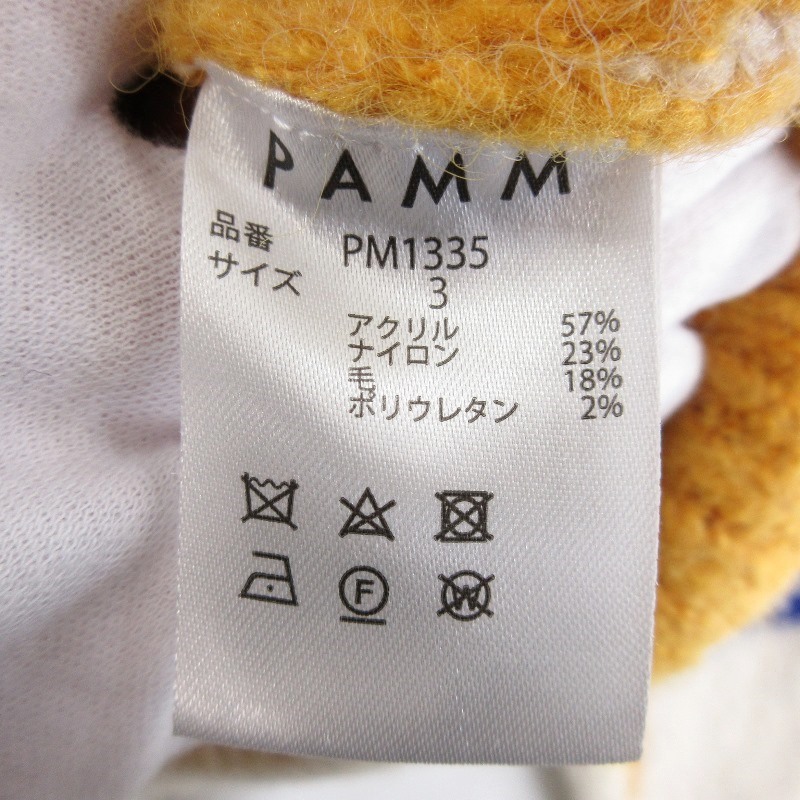 PAMM
品番 PM1335
サイズ 3
アクリル 57%
ナイロン 23%
毛 18%
ポリウレタン 2%
F W